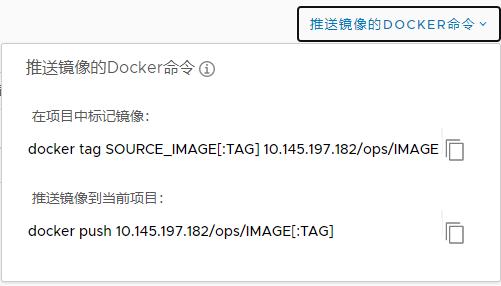 推送镜像的DOCKER命令
推送镜像的Docker命令
在项目中标记镜像：
docker tag SOURCE_IMAGE[:TAG] 10.145.197.182/ops/IMAGE
推送镜像到当前项目：
docker push 10.145.197.182/ops/IMAGE[:TAG]